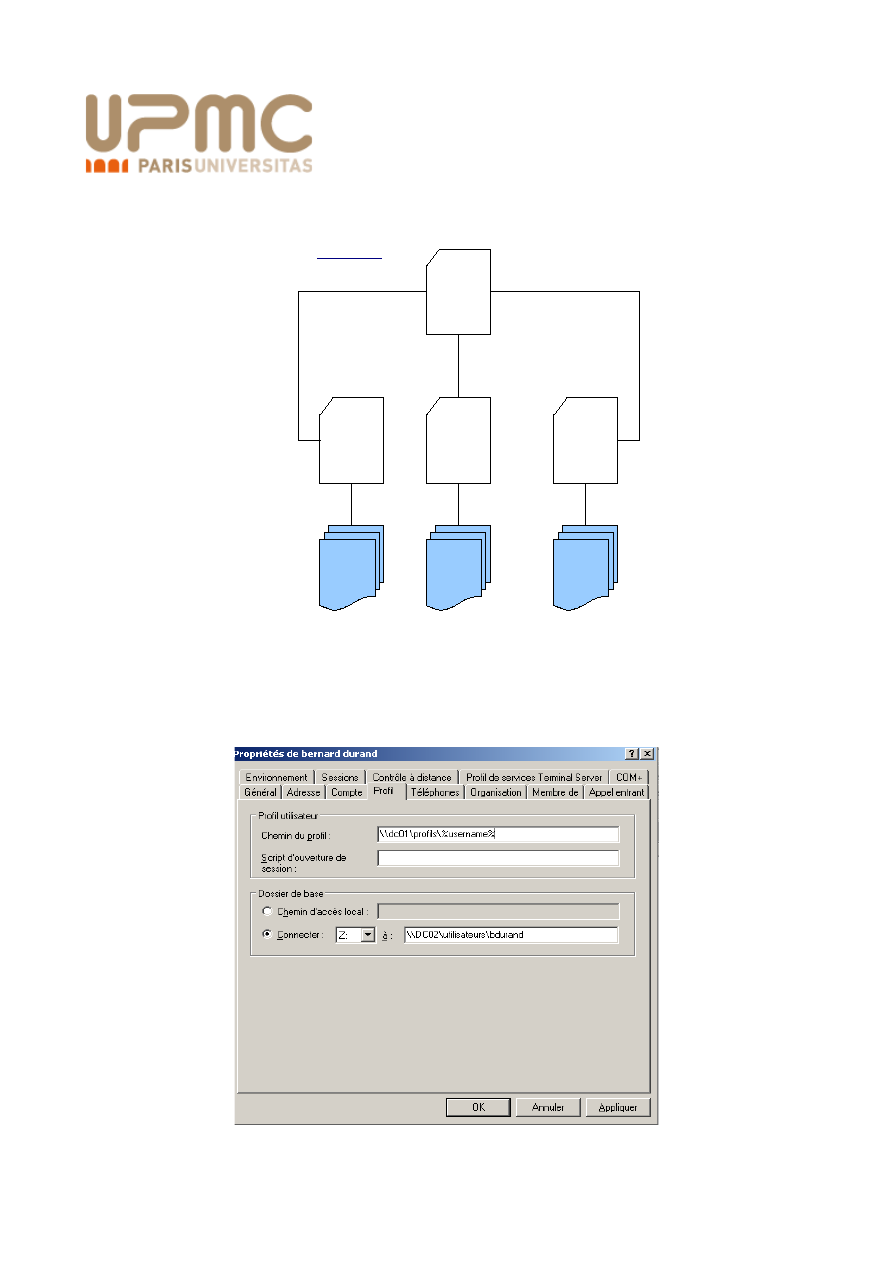 UPMC
PARISUNIVERSITAS
Propriétés de bernard durand
Environnement Sessions Contrôle à distance Profil de services Terminal Server COM+
Général Adresse Compte Profil Téléphones Organisation Membre de Appel entrant
Profil utilisateur
Chemin du profil :
\\dc01\profils\%username%
Script d'ouverture de
session :
Dossier de base
Chemin d'accès local :
Connecter : Z: à : \\DC02\utilisateurs\bdurand
OK Annuler Appliquer